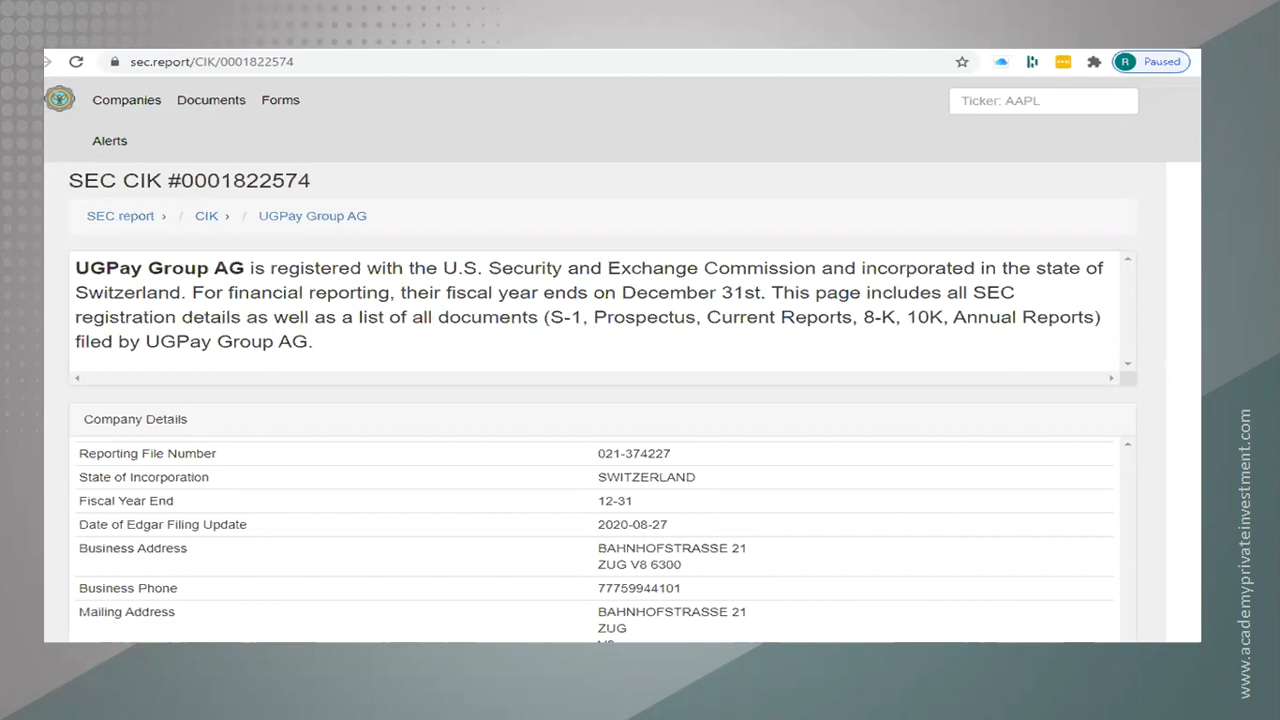 sec.report/CIK/0001822574
R Paused
Companies Documents Forms
Ticker: AAPL
Alerts
SEC CIK #0001822574
SEC report › / CIK › / UGPay Group AG
UGPay Group AG is registered with the U.S. Security and Exchange Commission and incorporated in the state of
Switzerland. For financial reporting, their fiscal year ends on December 31st. This page includes all SEC
registration details as well as a list of all documents (S-1, Prospectus, Current Reports, 8-K, 10K, Annual Reports)
filed by UGPay Group AG.
Company Details
Reporting File Number 021-374227
State of Incorporation SWITZERLAND
Fiscal Year End 12-31
Date of Edgar Filing Update 2020-08-27
Business Address BAHNHOFSTRASSE 21
ZUG V8 6300
Business Phone 77759944101
Mailing Address BAHNHOFSTRASSE 21
ZUG
www.academyprivateinvestment.com